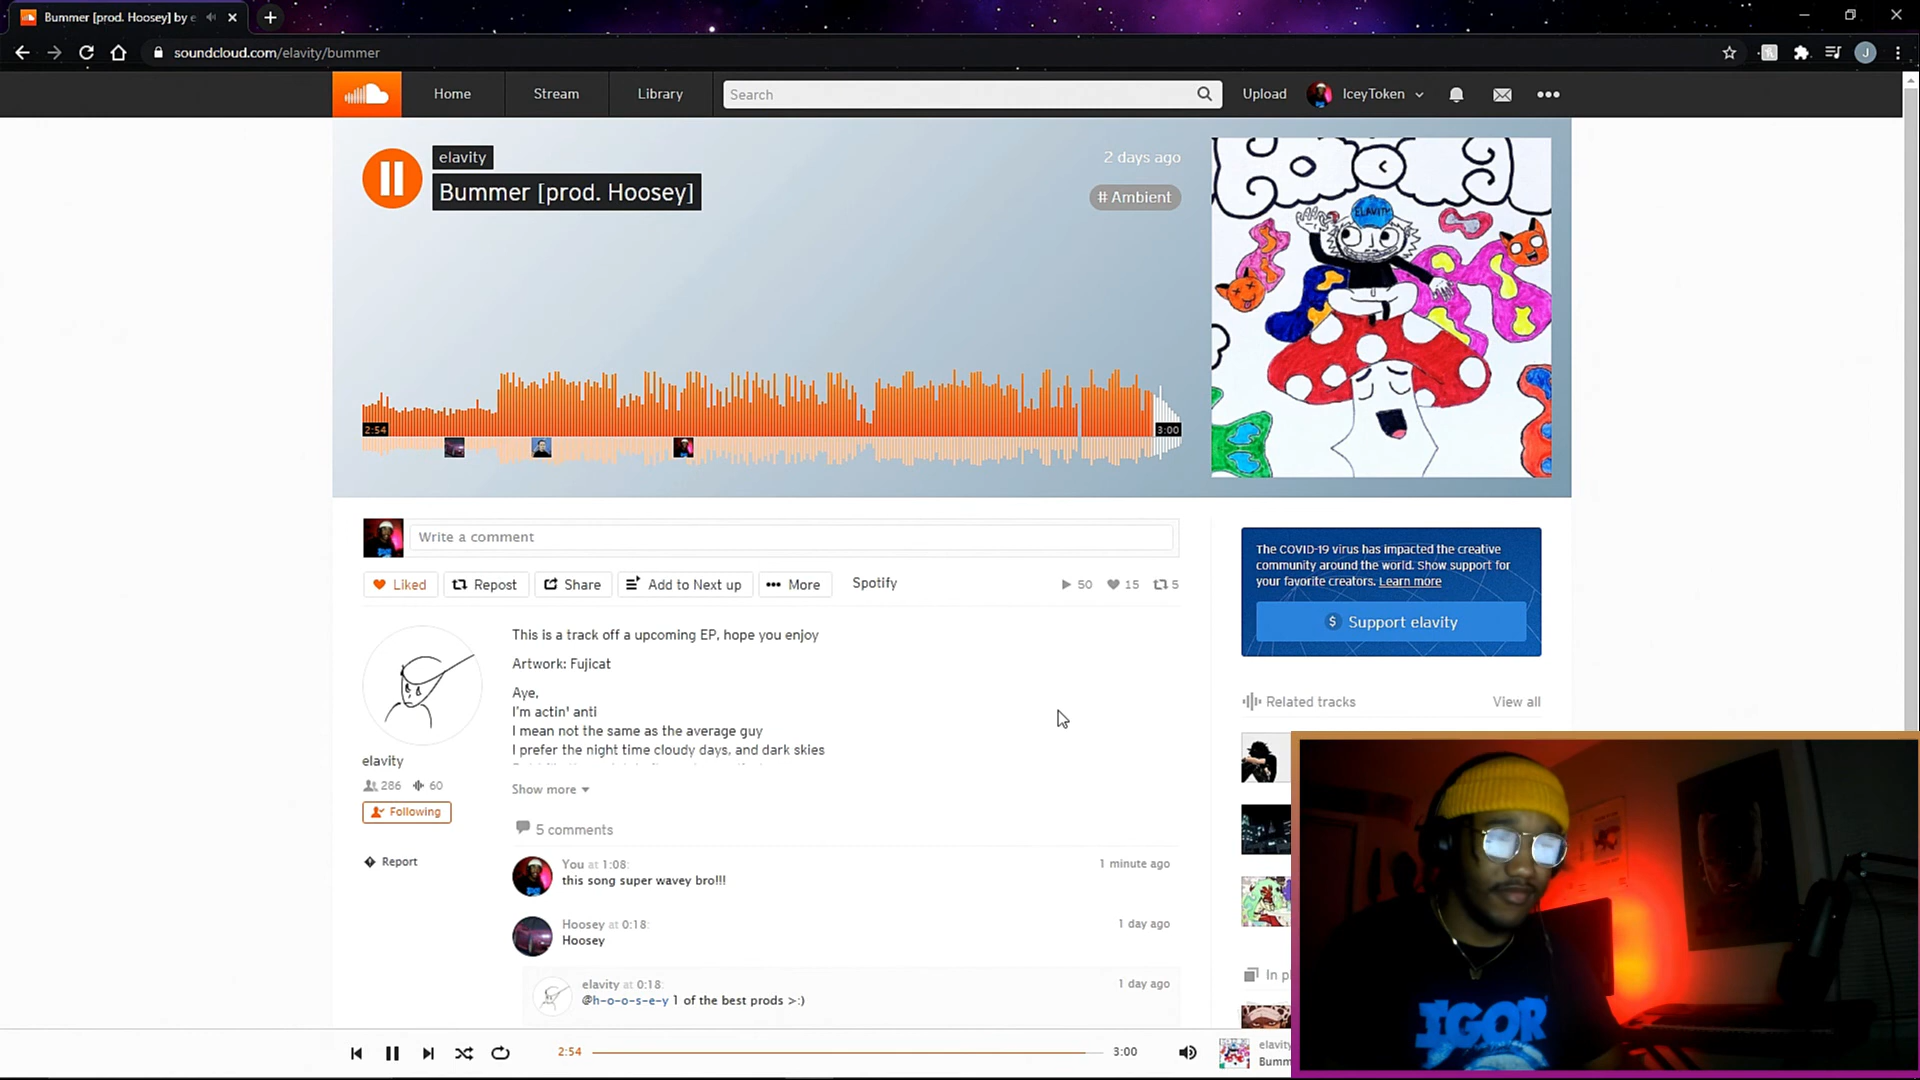 Bummer [prod. Hoosey] by e
soundcloud.com/elavity/bummer
J
Home
Stream
Library
Search
Upload
IceyToken
elavity
Bummer [prod. Hoosey]
2 days ago
# Ambient
ELAVITY
2:54
3:00
Write a comment
Liked
Repost
Share
Add to Next up
More
Spotify
50
15
5
The COVID-19 virus has impacted the creative
community around the world. Show support for
your favorite creators. Learn more
Support elavity
This is a track off a upcoming EP, hope you enjoy
Artwork: Fujicat
Aye,
I'm actin' anti
I mean not the same as the average guy
I prefer the night time cloudy days, and dark skies
Show more
elavity
286 60
Following
Report
Related tracks
View all
5 comments
You at 1:08:
1 minute ago
this song super wavey bro!!!
Hoosey at 0:18:
1 day ago
Hoosey
elavity at 0:18:
1 day ago
@h-o-o-s-e-y 1 of the best prods >:)
In pl
2:54
3:00
elavity
Bumm
IGOR